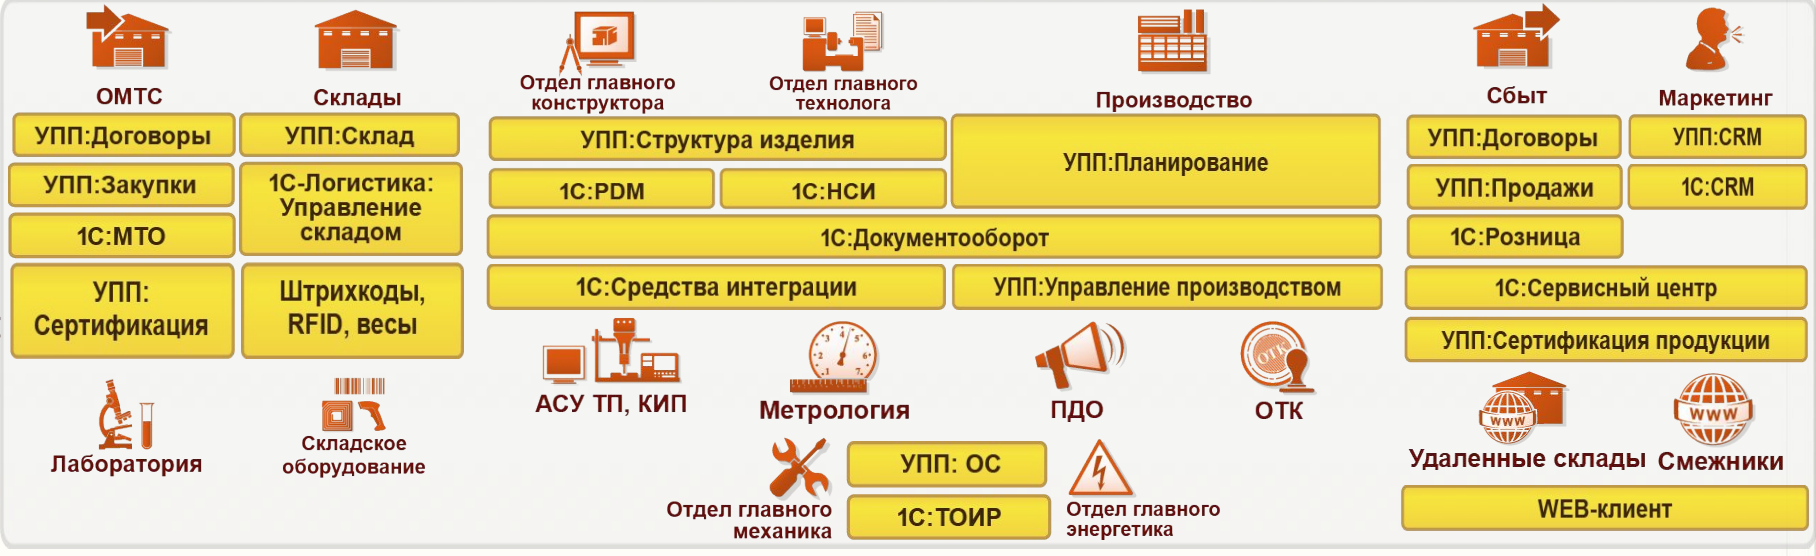 ОМТС
УПП:Договоры
УПП:Закупки
1С:МТО
УПП:
Сертификация
Лаборатория
Склады
УПП:Склад
1С-Логистика:
Управление
складом
Штрихкоды,
RFID, весы
Складское
оборудование
Отдел главного
конструктора
Отдел главного
технолога
Производство
УПП:Структура изделия
УПП:Планирование
1С:PDM
1С:НСИ
1С:Документооборот
1С:Средства интеграции
УПП:Управление производством
АСУ ТП, КИП
Метрология
ПДО
ОТК
ОТК
Отдел главного
механика
УПП: ОС
1С:ТОИР
Отдел главного
энергетика
Сбыт
Маркетинг
УПП:Договоры
УПП:CRM
УПП:Продажи
1С:CRM
1С:Розница
1С:Сервисный центр
УПП:Сертификация продукции
www
www
Удаленные склады
Смежники
WEB-клиент